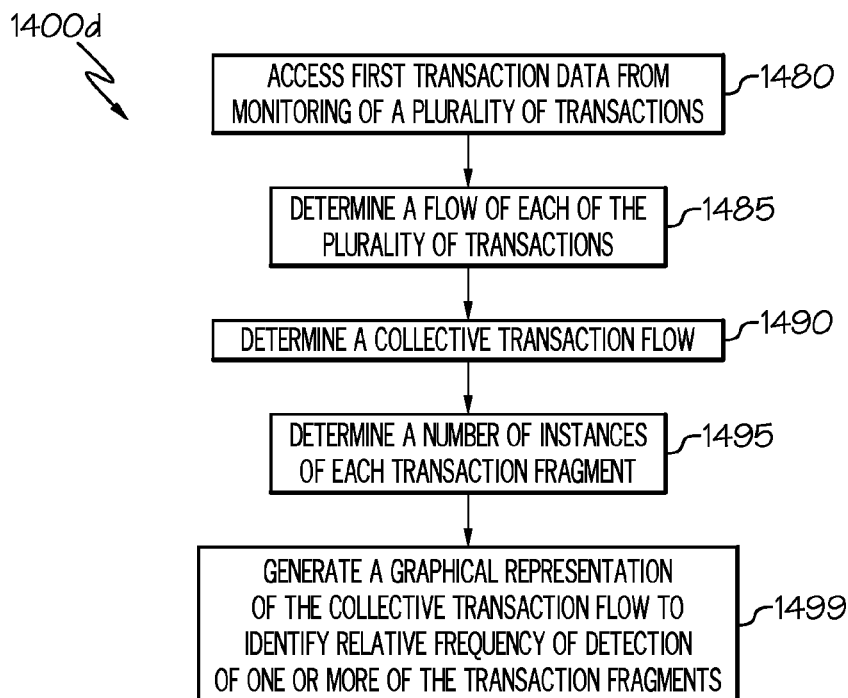 1400d
ACCESS FIRST TRANSACTION DATA FROM
MONITORING OF A PLURALITY OF TRANSACTIONS
1480
DETERMINE A FLOW OF EACH OF THE
PLURALITY OF TRANSACTIONS
1485
DETERMINE A COLLECTIVE TRANSACTION FLOW
1490
DETERMINE A NUMBER OF INSTANCES
OF EACH TRANSACTION FRAGMENT
1495
GENERATE A GRAPHICAL REPRESENTATION
OF THE COLLECTIVE TRANSACTION FLOW TO
IDENTIFY RELATIVE FREQUENCY OF DETECTION
OF ONE OR MORE OF THE TRANSACTION FRAGMENTS
1499